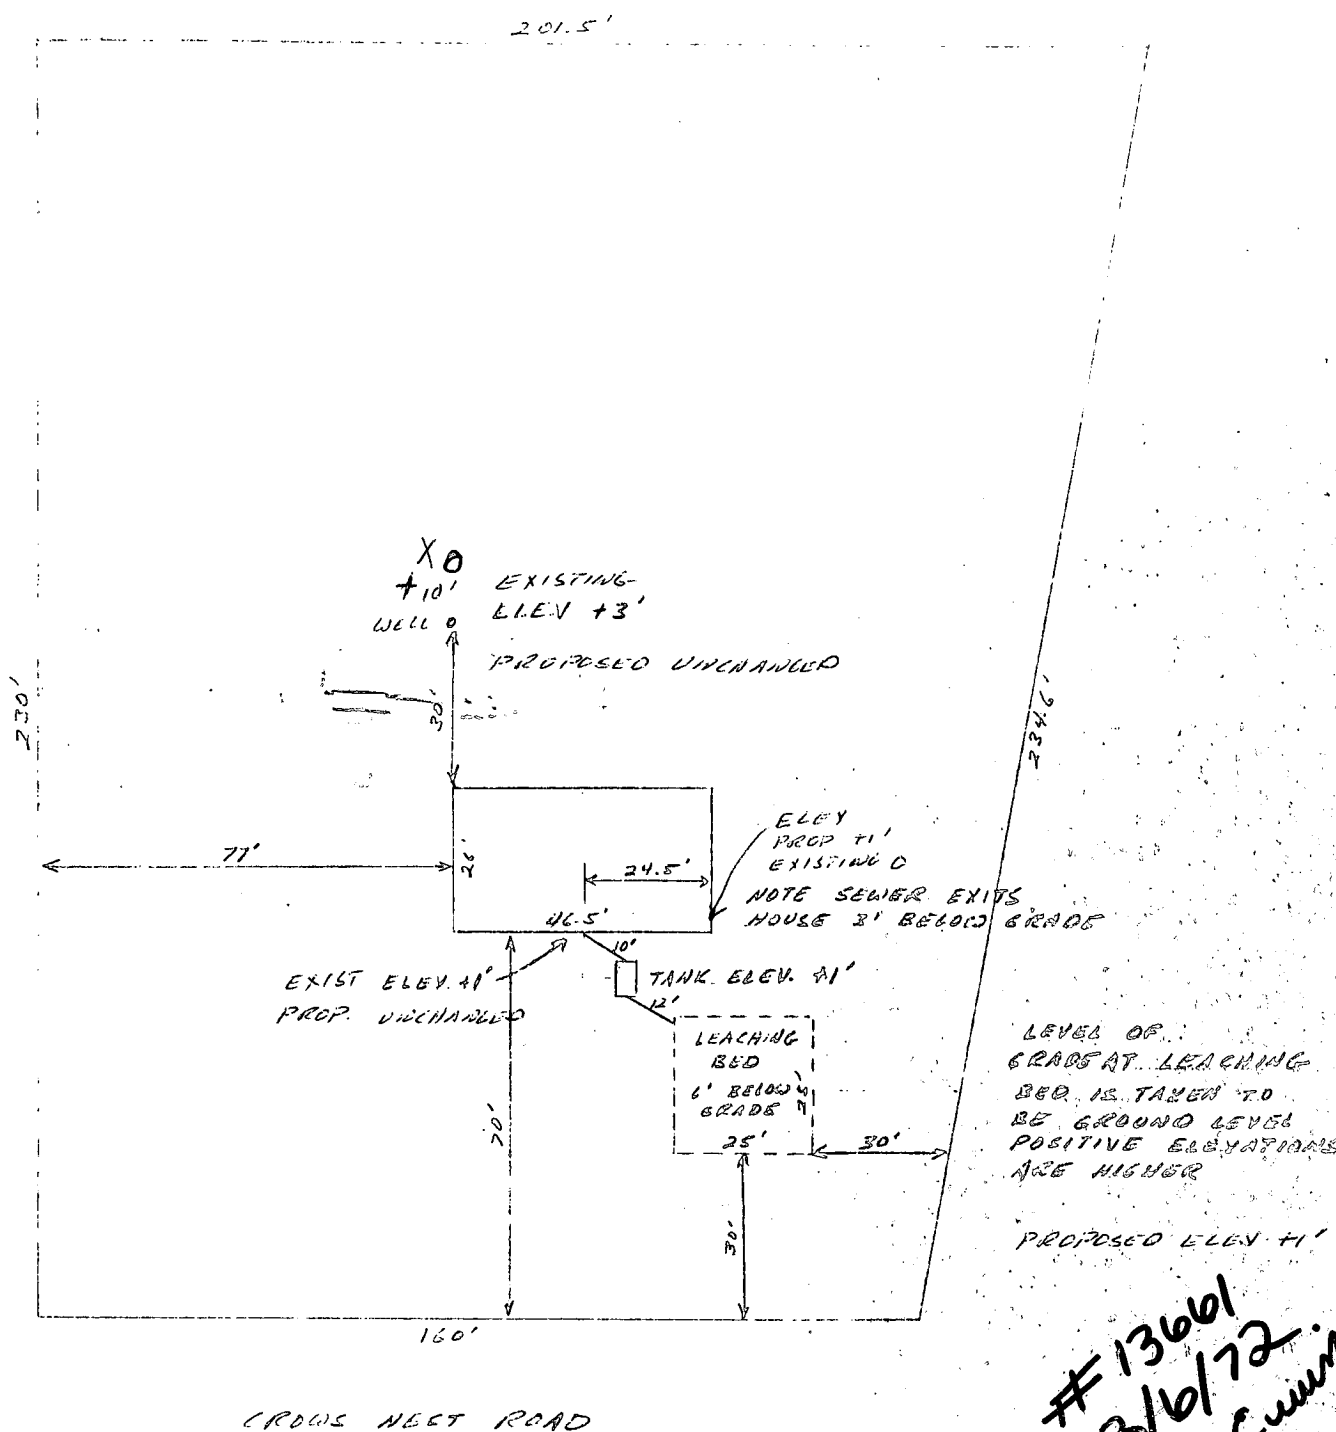 201.5'
X
+10'
EXISTING
ELEV +3'
WELL
PROPOSED UNCHANGED
230'
30'
234.6'
77'
26'
24.5'
46.5'
ELEV
PROP +1'
EXISTING 0
NOTE SEWER EXITS
HOUSE 3' BELOW GRADE
10'
EXIST ELEV. +1'
PROP. UNCHANGED
TANK ELEV. +1'
12'
LEACHING
BED
6' BELOW
GRADE
25'
25'
30'
70'
30'
LEVEL OF
GRADE AT LEACHING
BED IS TAKEN TO
BE GROUND LEVEL
POSITIVE ELEVATIONS
ARE HIGHER
PROPOSED ELEV +1'
160'
# 13661
3/6/72
CROWS NEST ROAD